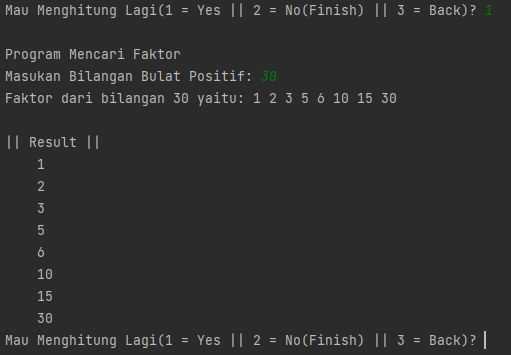 Mau Menghitung Lagi(1 = Yes || 2 = No(Finish) || 3 = Back)? 1
Program Mencari Faktor
Masukan Bilangan Bulat Positif: 30
Faktor dari bilangan 30 yaitu: 1 2 3 5 6 10 15 30
|| Result ||
1
2
3
5
6
10
15
30
Mau Menghitung Lagi(1 = Yes || 2 = No(Finish) || 3 = Back)?